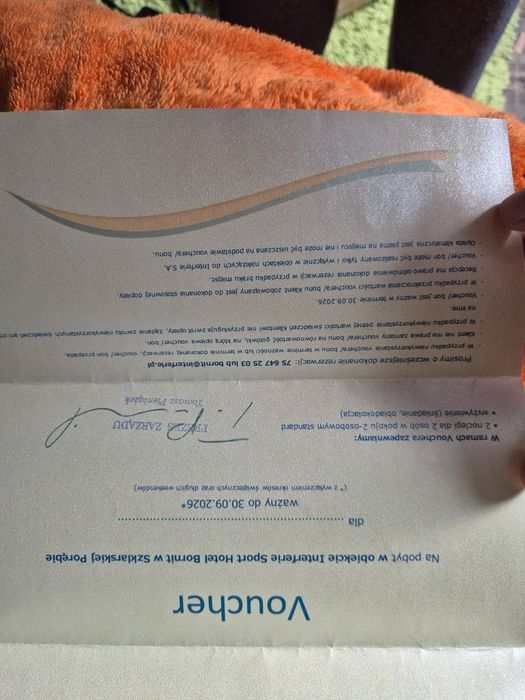 Voucher
Na pobyt w obiekcie Interferie Sport Hotel Bornit w Szklarskiej Porębie
dla ........................................................
ważny do 30.09.2026*
(* z wyłączeniem okresów świątecznych oraz długich weekendów)
W ramach Vouchera zapewniamy:
• 2 noclegi dla 2 osób w pokoju 2-osobowym standard
• wyżywienie (śniadanie, obiadokolacja)
PREZES ZARZĄDU
Tomasz Pieniążek
Prosimy o wcześniejsze dokonanie rezerwacji: 75 647 25 03 lub bornit@interferie.pl
- W przypadku niewykorzystania vouchera/ bonu w terminie ważności lub w terminie dokonanej rezerwacji, voucher/ bon przepada.
- Klient nie ma prawa zamiany vouchera/ bonu na równowartość gotówki, na którą opiewa voucher/ bon.
- W przypadku niewykorzystania pełnej wartości świadczeń Klientowi nie przysługuje zwrot opłaty, żądanie zwrotu niewykorzystanych świadczeń ani
na inne.
- Voucher/ bon jest ważny w terminie 30.09.2026.
- W przypadku przekroczenia wartości voucheru/ bonu Klient zobowiązany jest do dokonania stosownej dopłaty.
- Recepcja ma prawo odmówienia dokonania rezerwacji w przypadku braku miejsc.
- Voucher/ bon może być realizowany tylko i wyłącznie w obiektach należących do Interferie S.A.
- Opłata klimatyczna jest płatna na miejscu i nie może być uiszczana na podstawie vouchera/ bonu.